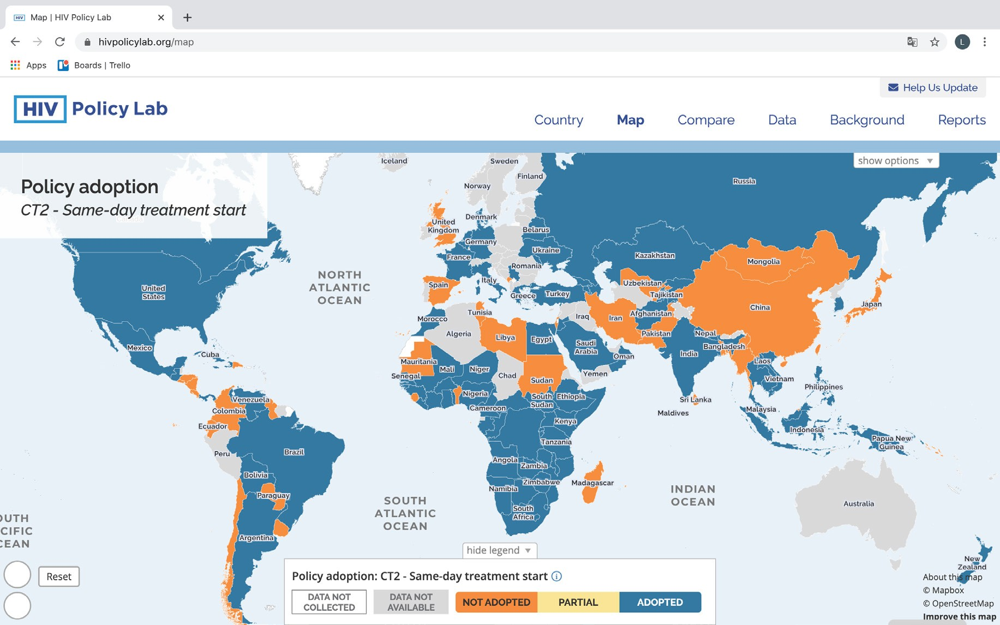 HIV
Map | HIV Policy Lab
hivpolicylab.org/map
L
Apps
Boards | Trello
Help Us Update
HIV Policy Lab
Country
Map
Compare
Data
Background
Reports
show options
Policy adoption
CT2 - Same-day treatment start
Canada
Iceland
Sweden
Finland
Norway
Russia
Denmark
United
Kingdom
Belarus
Germany
Ukraine
France
Kazakhstan
Mongolia
Romania
NORTH
ATLANTIC
OCEAN
United
States
Italy
Spain
Uzbekistan
Greece
Turkey
Tajikistan
Japan
China
Tunisia
Morocco
Iraq
Iran
Afghanistan
Algeria
Libya
Egypt
Pakistan
Nepal
Saudi
Arabia
Bangladesh
Mexico
Cuba
India
Oman
Mauritania
Laos
Mali
Niger
Senegal
Chad
Yemen
Vietnam
Sudan
Philippines
Nigeria
South
Sudan
Ethiopia
Venezuela
Sri Lanka
Colombia
Cameroon
Maldives
Malaysia
Ecuador
Kenya
Indonesia
Tanzania
Papua New
Guinea
Peru
Brazil
Angola
Zambia
Bolivia
Zimbabwe
Madagascar
Namibia
Paraguay
INDIAN
OCEAN
Australia
SOUTH
ATLANTIC
OCEAN
South
Africa
OUTH
CIFIC
CEAN
Argentina
hide legend
New
Zealand
Reset
Policy adoption: CT2 - Same-day treatment start
DATA NOT
COLLECTED
DATA NOT
AVAILABLE
NOT ADOPTED
PARTIAL
ADOPTED
About this map
© Mapbox
© OpenStreetMap
Improve this map